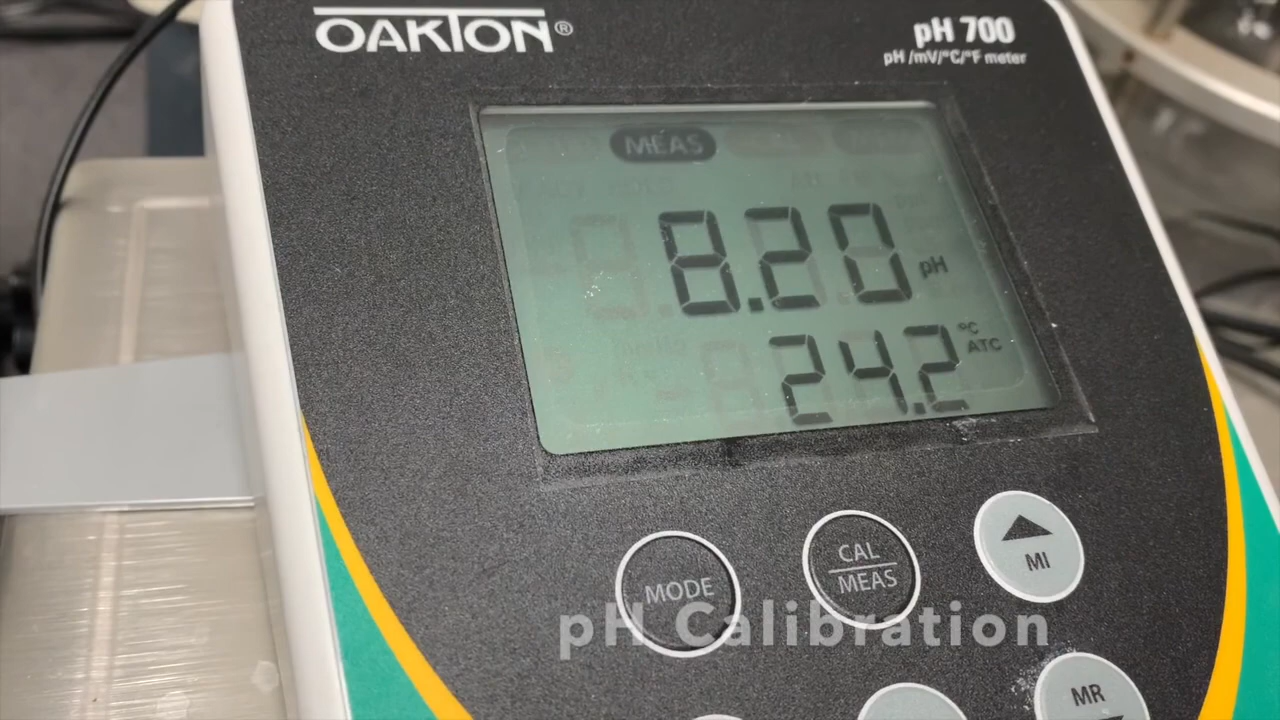 OAKTON®
pH 700
pH /mV/°C/°F meter
MEAS
8.20 pH
24.2 °C
ATC
MODE
CAL
MEAS
MI
pH Calibration
MR